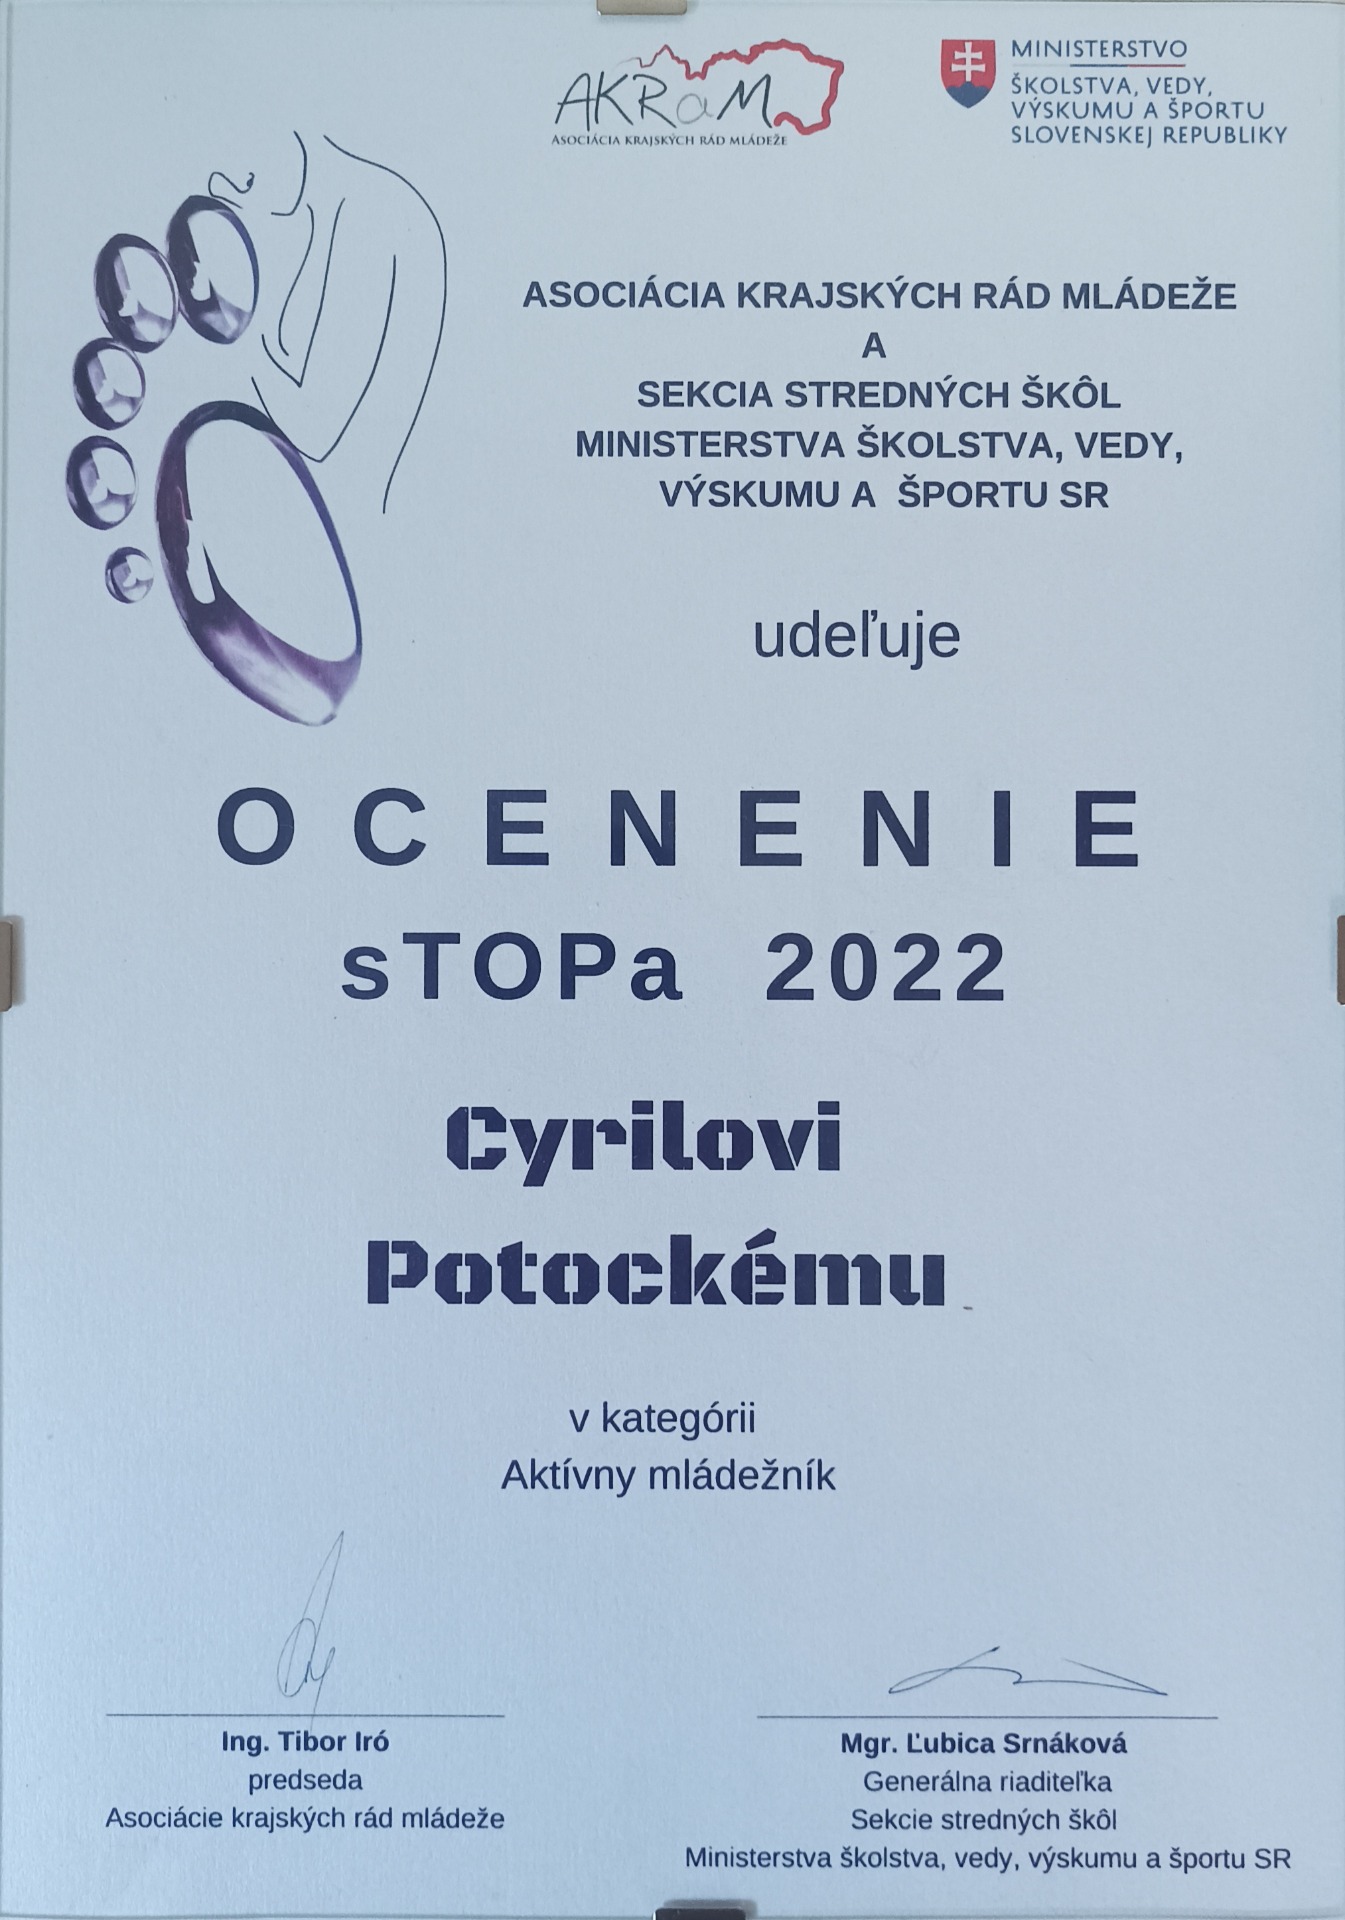 AKRaM
ASOCIÁCIA KRAJSKÝCH RÁD MLÁDEŽE
MINISTERSTVO
ŠKOLSTVA, VEDY,
VÝSKUMU A ŠPORTU
SLOVENSKEJ REPUBLIKY
ASOCIÁCIA KRAJSKÝCH RÁD MLÁDEŽE
A
SEKCIA STREDNÝCH ŠKÔL
MINISTERSTVA ŠKOLSTVA, VEDY,
VÝSKUMU A ŠPORTU SR
udeľuje
OCENENIE
sTOPa 2022
Cyrilovi
Potockému
v kategórii
Aktívny mládežník
Ing. Tibor Iró
predseda
Asociácie krajských rád mládeže
Mgr. Ľubica Srnáková
Generálna riaditeľka
Sekcie stredných škôl
Ministerstva školstva, vedy, výskumu a športu SR